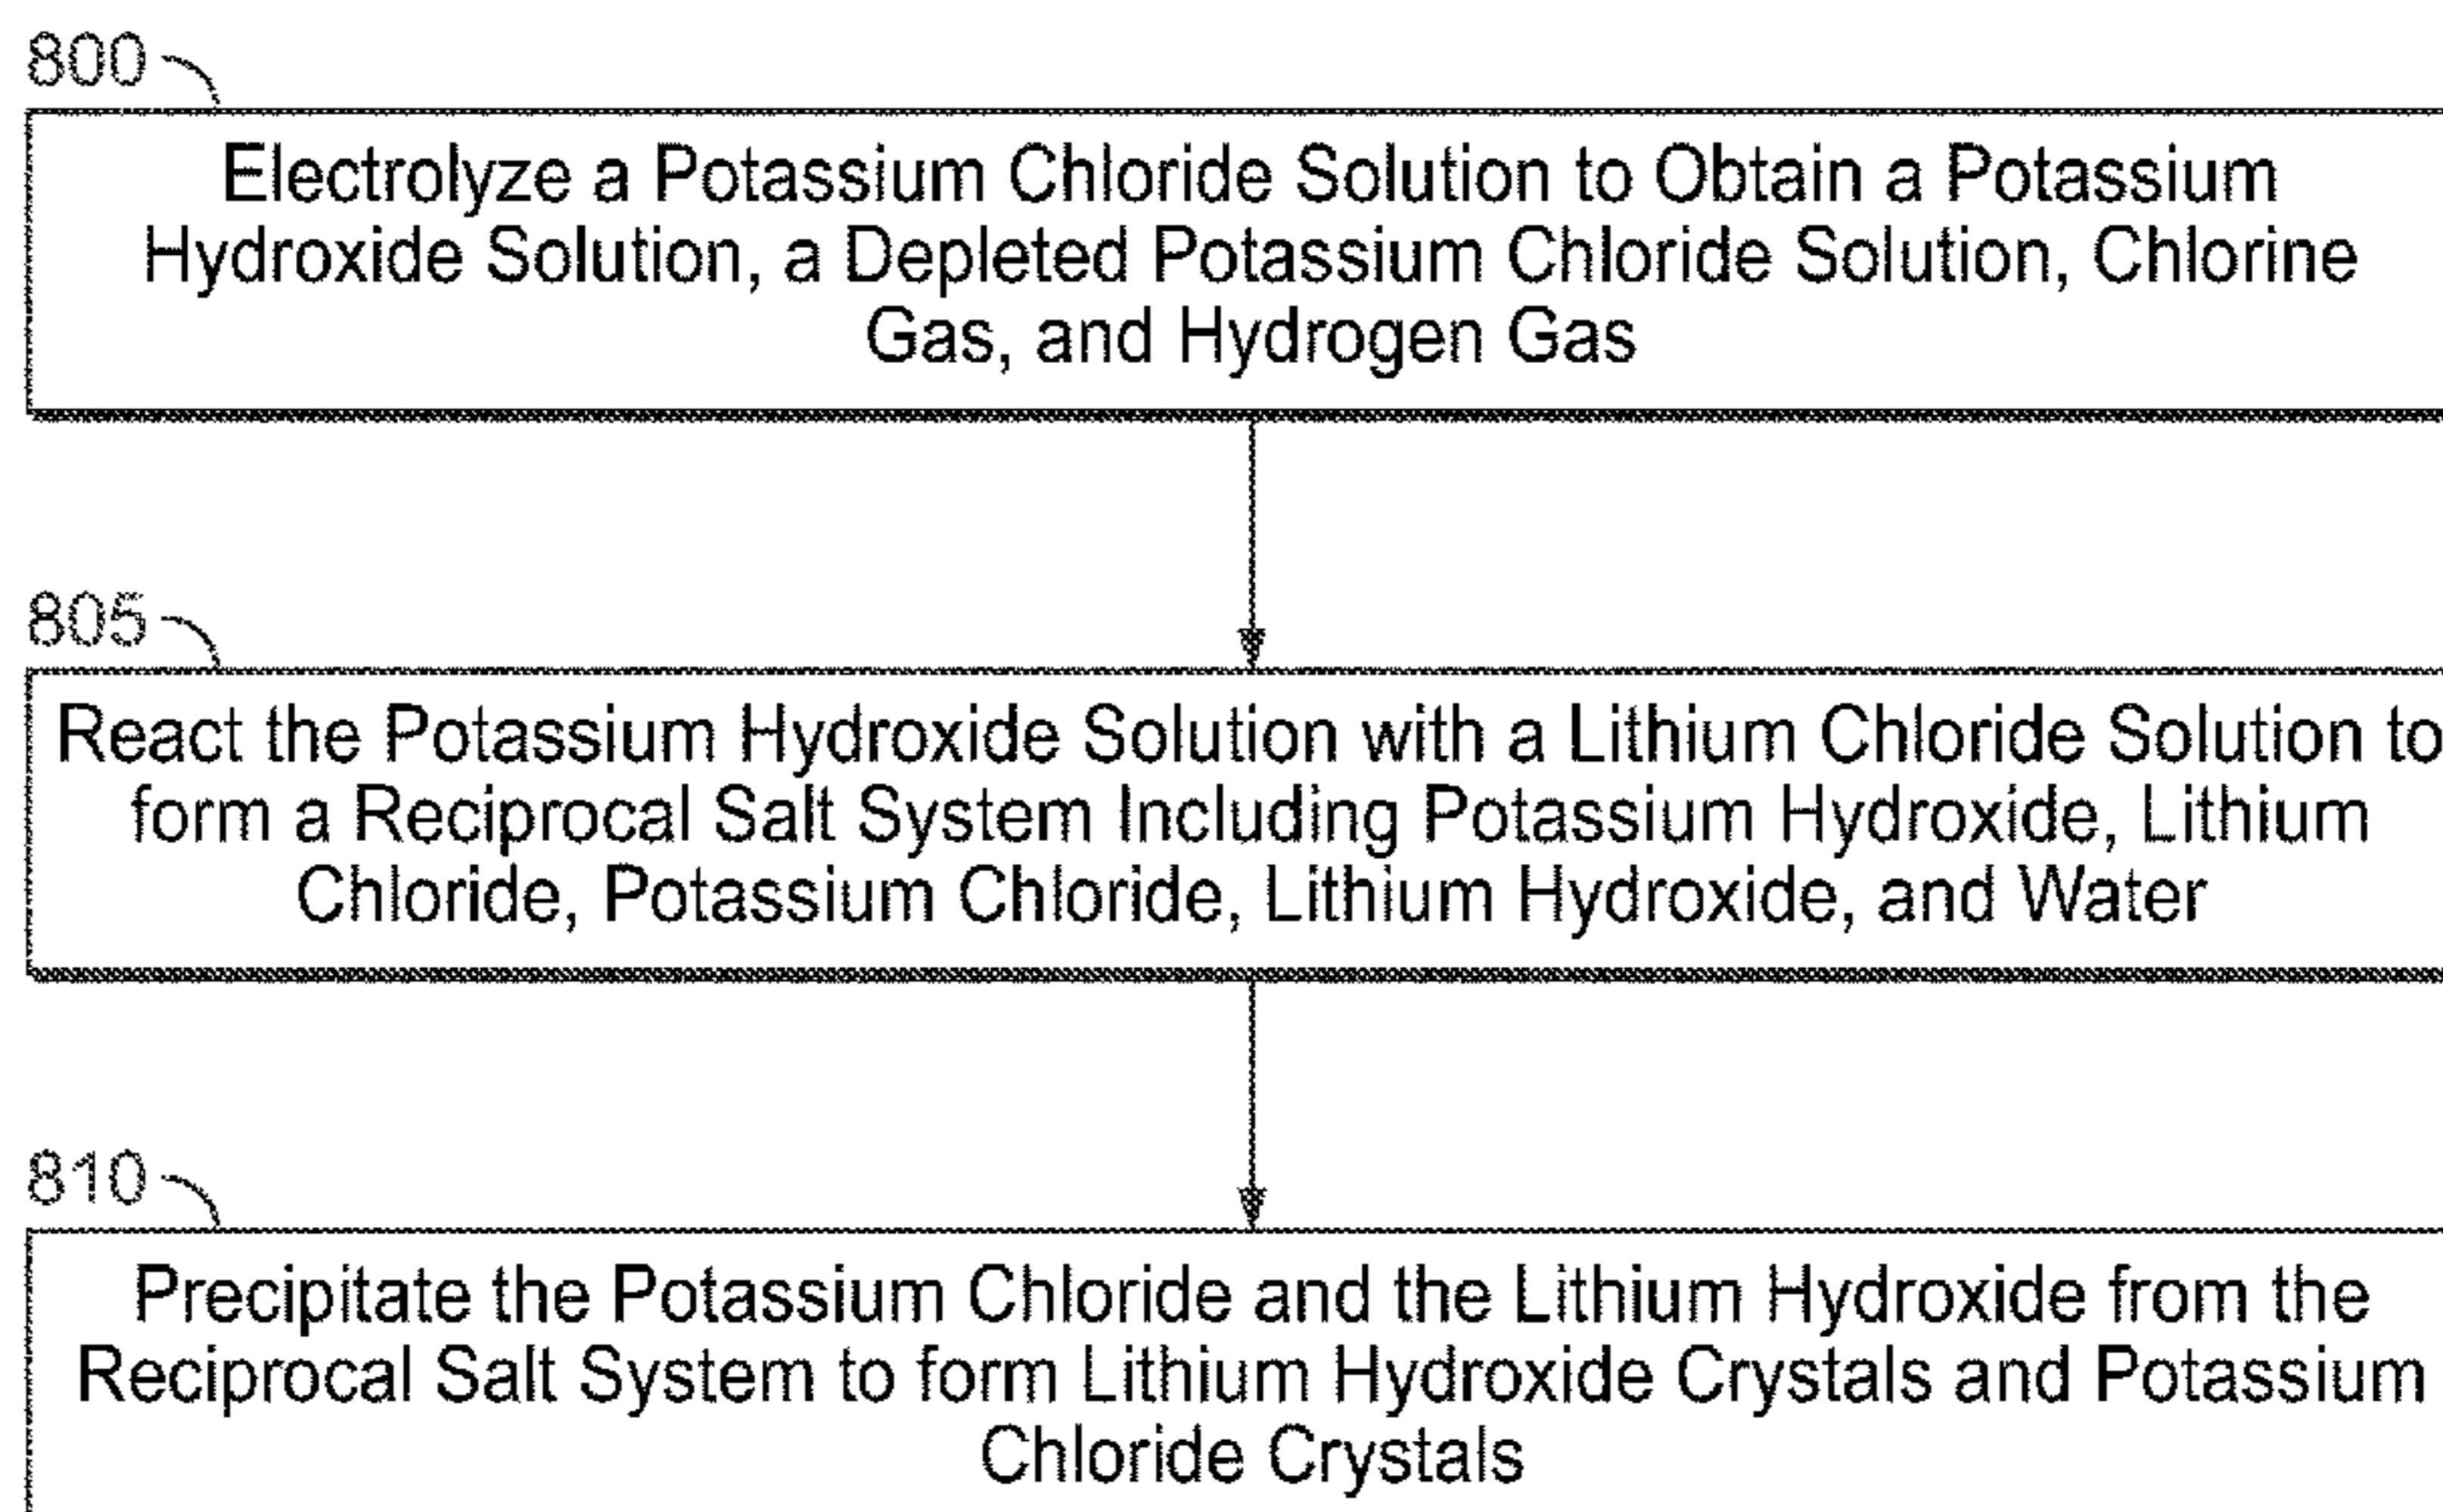 800
Electrolyze a Potassium Chloride Solution to Obtain a Potassium
Hydroxide Solution, a Depleted Potassium Chloride Solution, Chlorine
Gas, and Hydrogen Gas
805
React the Potassium Hydroxide Solution with a Lithium Chloride Solution to
form a Reciprocal Salt System Including Potassium Hydroxide, Lithium
Chloride, Potassium Chloride, Lithium Hydroxide, and Water
810
Precipitate the Potassium Chloride and the Lithium Hydroxide from the
Reciprocal Salt System to form Lithium Hydroxide Crystals and Potassium
Chloride Crystals